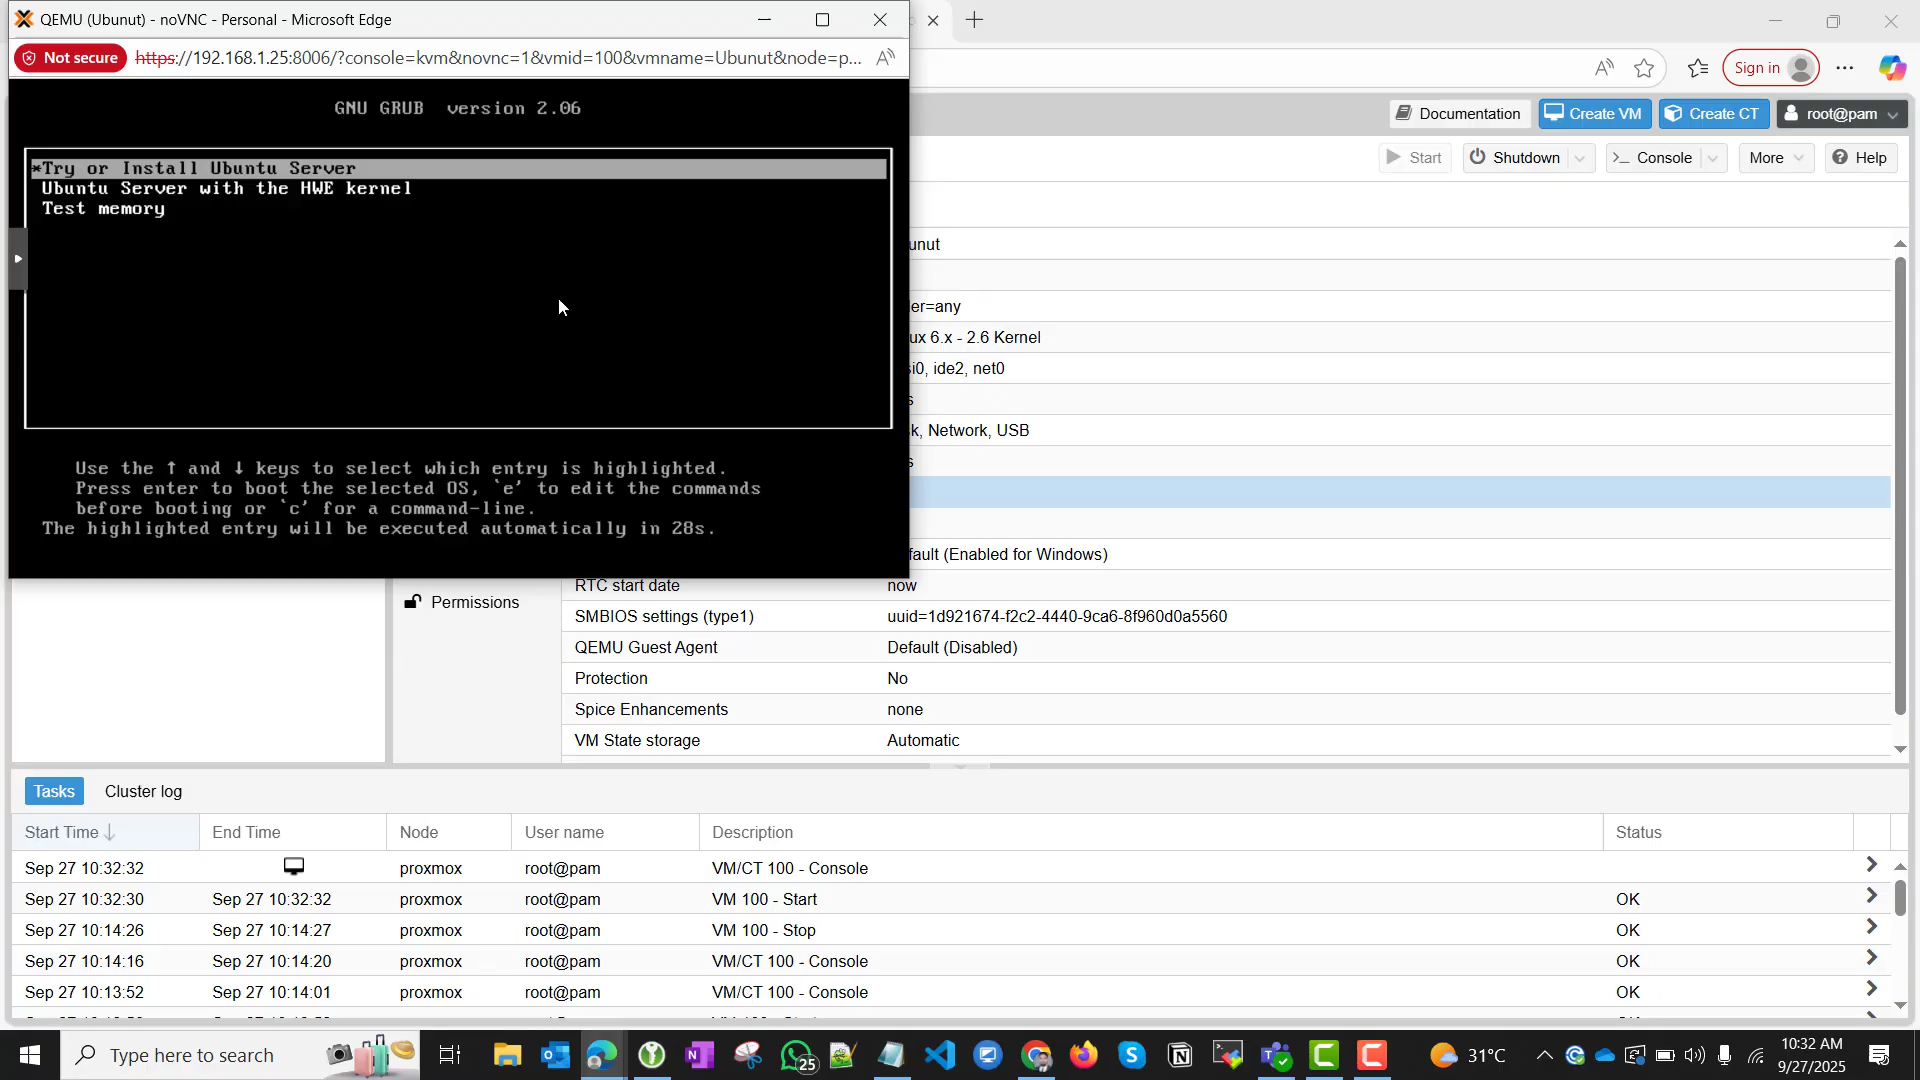 QEMU (Ubunut) - noVNC - Personal - Microsoft Edge
Not secure https://192.168.1.25:8006/?console=kvm&novnc=1&vmid=100&vmname=Ubunut&node=p...
Sign in
GNU GRUB version 2.06
*Try or Install Ubuntu Server
Ubuntu Server with the HWE kernel
Test memory
Use the ↑ and ↓ keys to select which entry is highlighted.
Press enter to boot the selected OS, `e' to edit the commands
before booting or `c' for a command-line.
The highlighted entry will be executed automatically in 28s.
Documentation Create VM Create CT root@pam
Start Shutdown Console More Help
unut
er=any
ux 6.x - 2.6 Kernel
i0, ide2, net0
s
k, Network, USB
s
fault (Enabled for Windows)
RTC start date now
Permissions
SMBIOS settings (type1) uuid=1d921674-f2c2-4440-9ca6-8f960d0a5560
QEMU Guest Agent Default (Disabled)
Protection No
Spice Enhancements none
VM State storage Automatic
Tasks Cluster log
Start Time End Time Node User name Description Status
Sep 27 10:32:32 proxmox root@pam VM/CT 100 - Console
Sep 27 10:32:30 Sep 27 10:32:32 proxmox root@pam VM 100 - Start OK
Sep 27 10:14:26 Sep 27 10:14:27 proxmox root@pam VM 100 - Stop OK
Sep 27 10:14:16 Sep 27 10:14:20 proxmox root@pam VM/CT 100 - Console OK
Sep 27 10:13:52 Sep 27 10:14:01 proxmox root@pam VM/CT 100 - Console OK
Type here to search
25
31°C
10:32 AM
9/27/2025